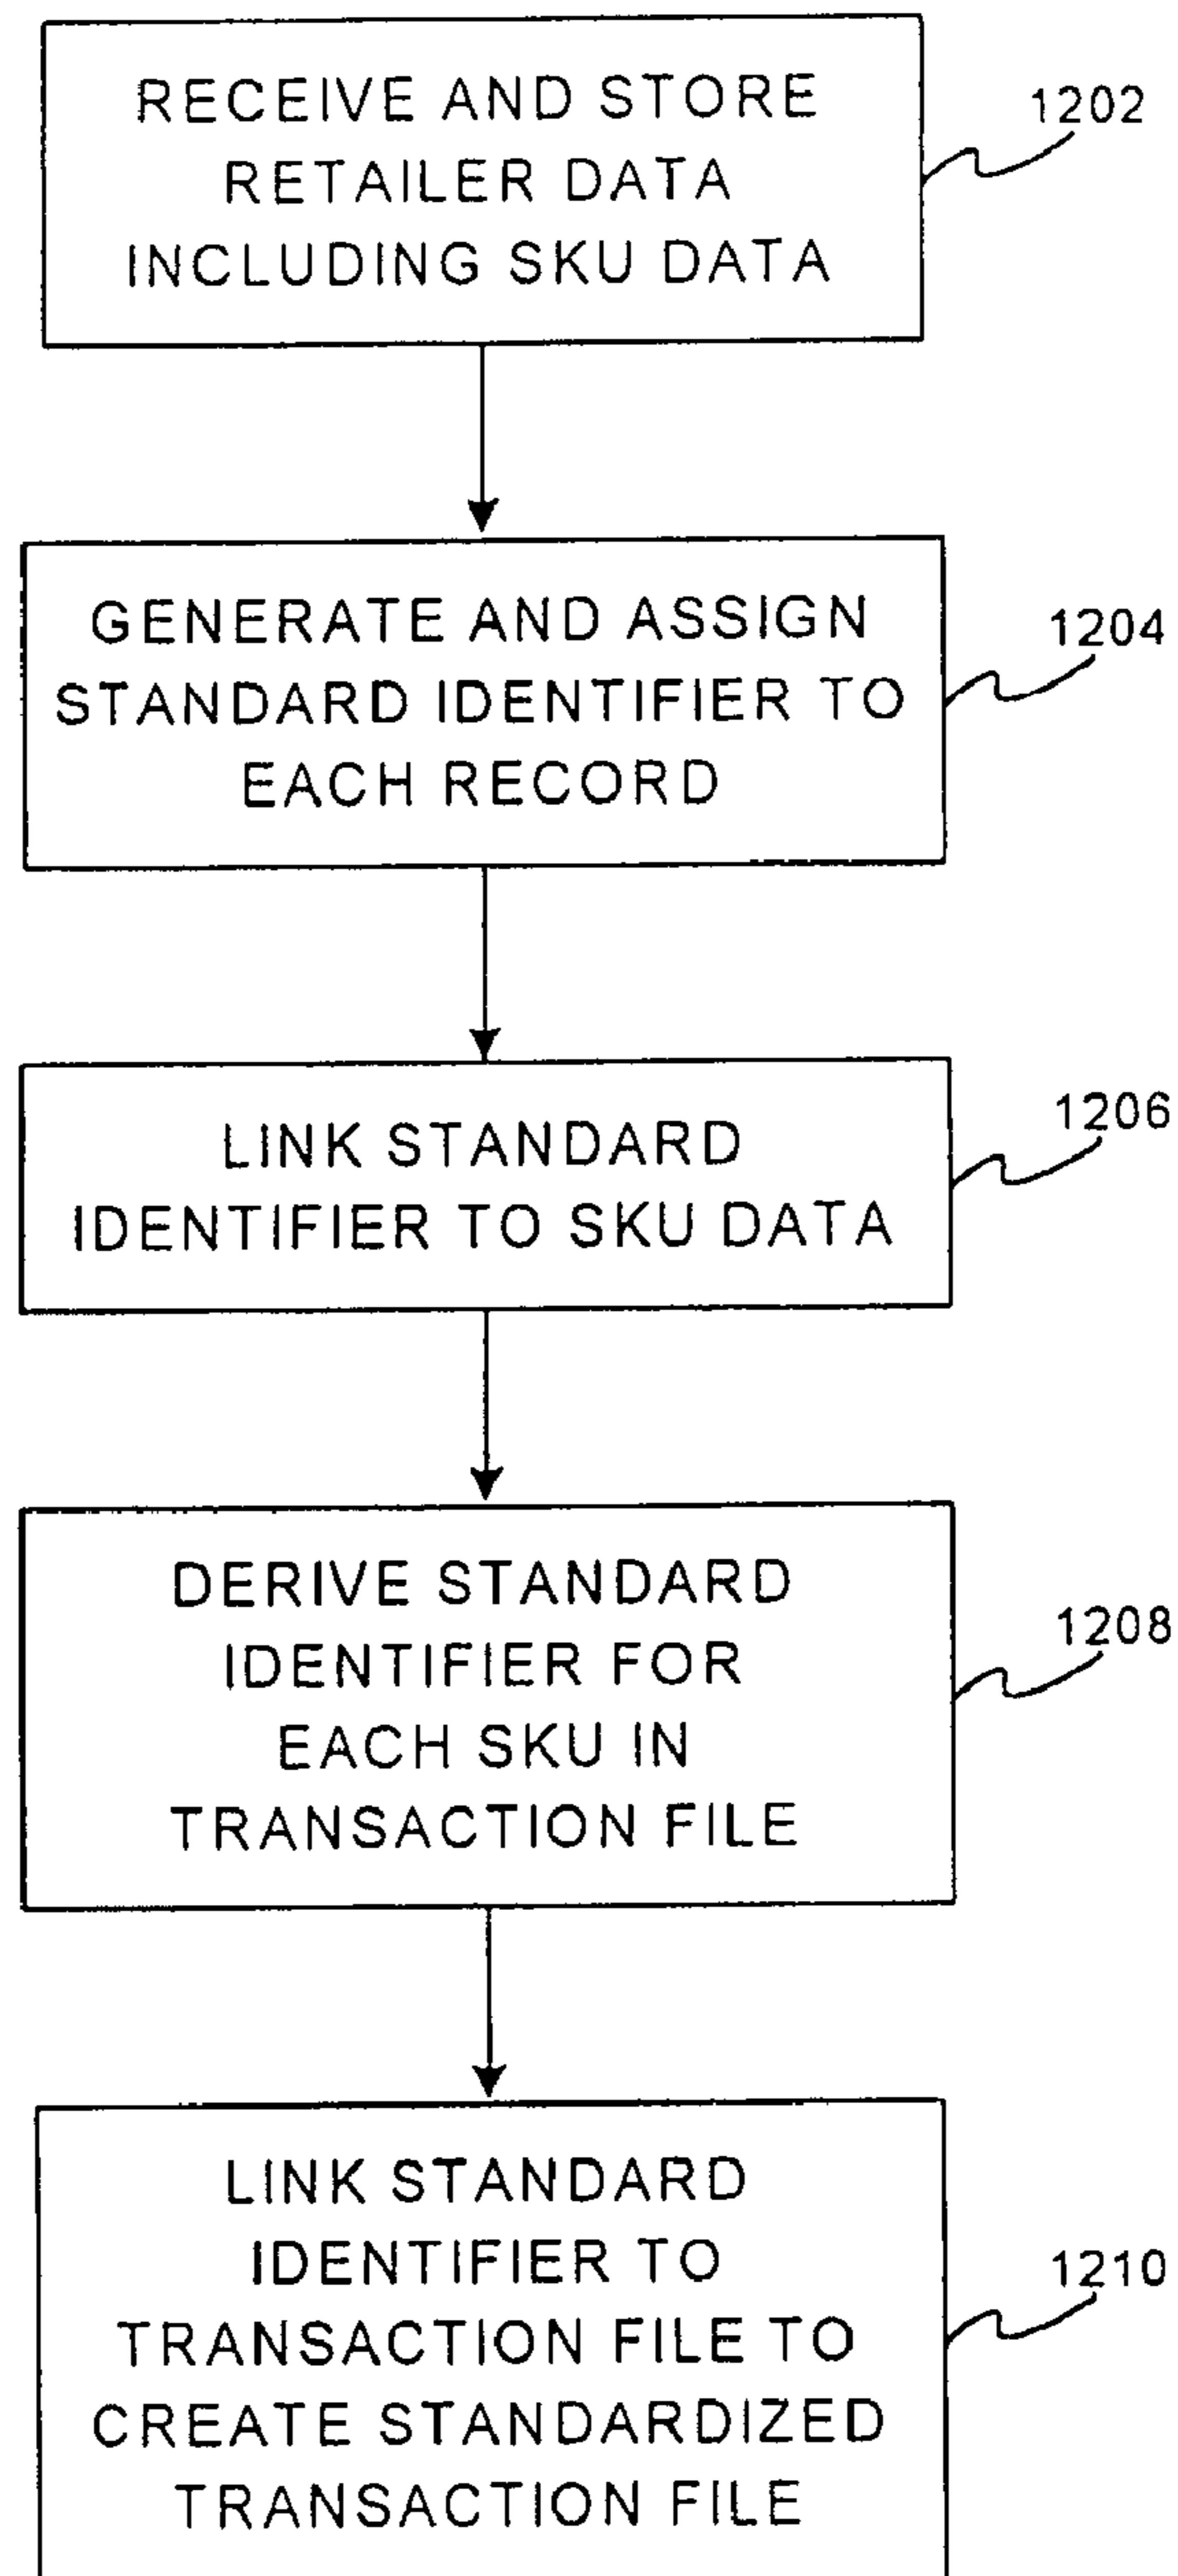 RECEIVE AND STORE
RETAILER DATA
INCLUDING SKU DATA
1202
GENERATE AND ASSIGN
STANDARD IDENTIFIER TO
EACH RECORD
1204
LINK STANDARD
IDENTIFIER TO SKU DATA
1206
DERIVE STANDARD
IDENTIFIER FOR
EACH SKU IN
TRANSACTION FILE
1208
LINK STANDARD
IDENTIFIER TO
TRANSACTION FILE TO
CREATE STANDARDIZED
TRANSACTION FILE
1210